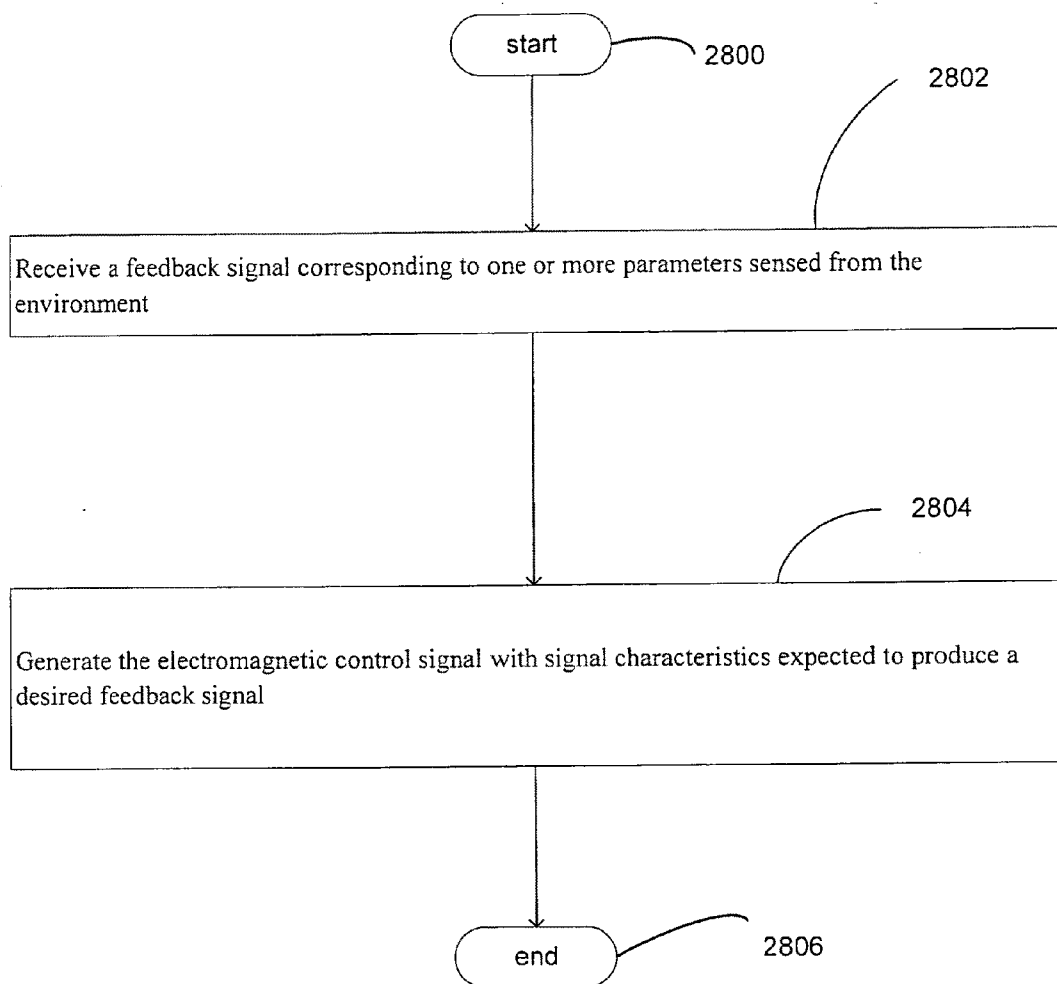 start
2800
2802
Receive a feedback signal corresponding to one or more parameters sensed from the
environment
2804
Generate the electromagnetic control signal with signal characteristics expected to produce a
desired feedback signal
end
2806